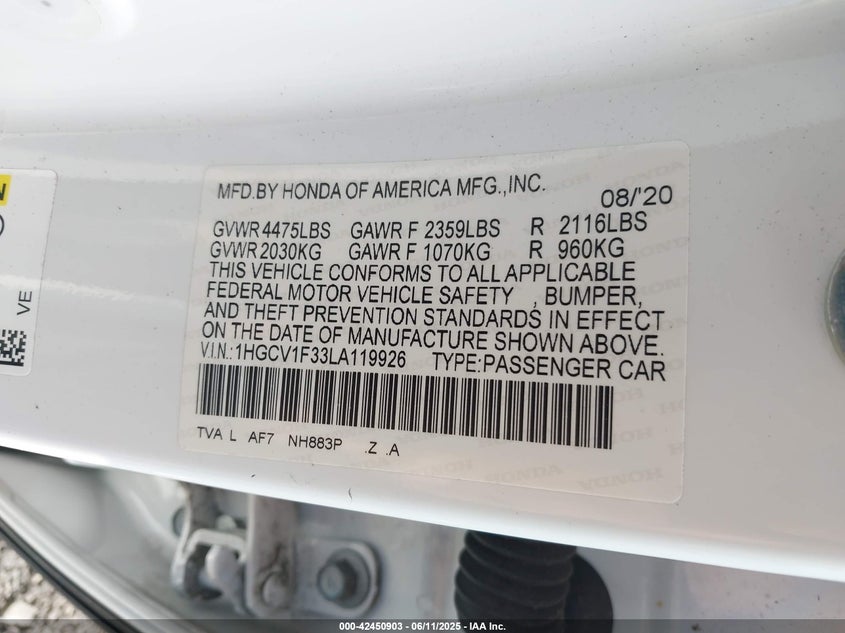 MFD.BY HONDA OF AMERICA MFG.,INC. 08/'20
GVWR 4475LBS GAWR F 2359LBS R 2116LBS
GVWR 2030KG GAWR F 1070KG R 960KG
THIS VEHICLE CONFORMS TO ALL APPLICABLE
FEDERAL MOTOR VEHICLE SAFETY , BUMPER,
AND THEFT PREVENTION STANDARDS IN EFFECT
ON THE DATE OF MANUFACTURE SHOWN ABOVE.
V.I.N.:1HGCV1F33LA119926 TYPE:PASSENGER CAR
TVA L AF7 NH883P .Z .A
VE
000-42450903 - 06/11/2025 - IAA Inc.